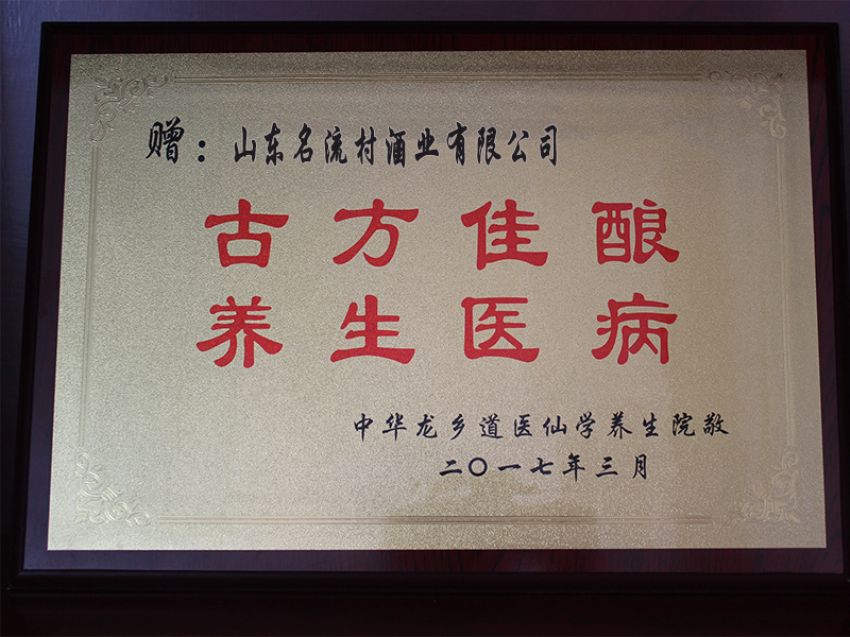 赠：山东名流村酒业有限公司
古方佳酿
养生医病
中华龙乡道医仙学养生院敬
二〇一七年三月